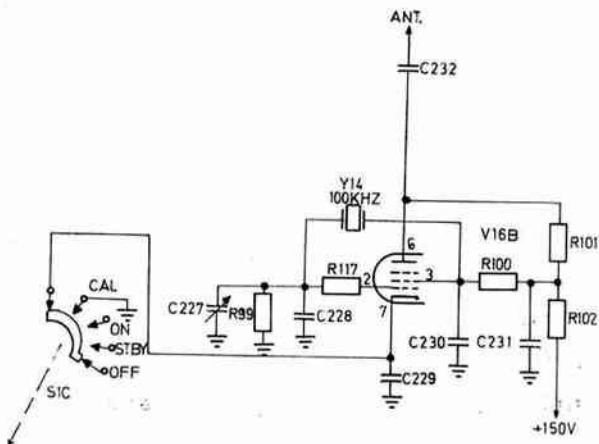 ANT.
C232
Y14
100KHZ
6
V16B
R101
CAL
R117
2
3
R100
ON
C227
R99
C228
7
R102
STBY
C230
C231
OFF
C229
S1C
+150V